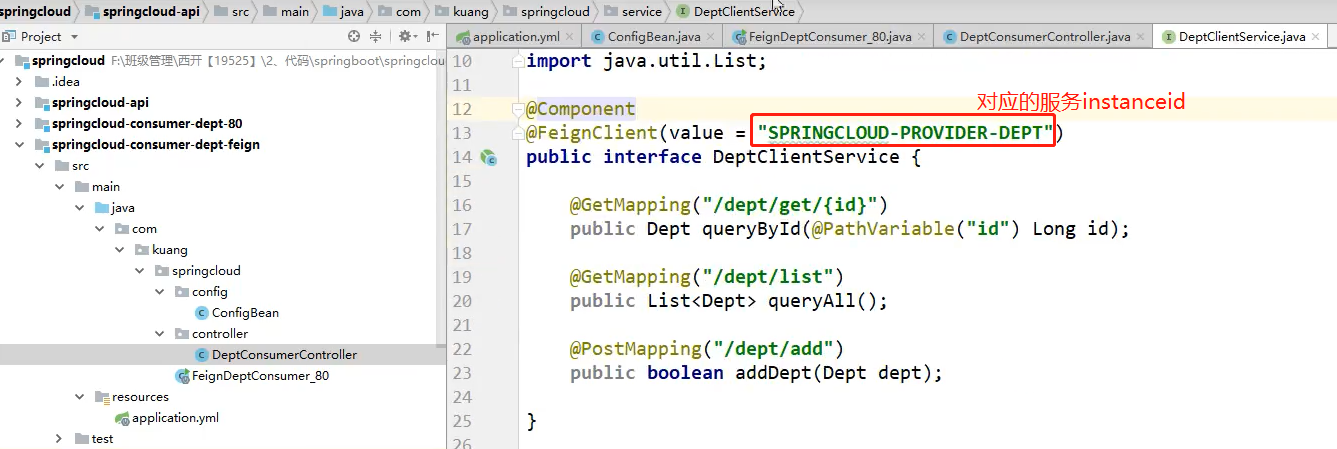 springcloud springcloud-api src main java com kuang springcloud service DeptClientService
Project
application.yml ConfigBean.java FeignDeptConsumer_80.java DeptConsumerController.java DeptClientService.java
springcloud F:\班级管理\西开【19525】\2、代码\springboot\springclou
.idea
springcloud-api
springcloud-consumer-dept-80
springcloud-consumer-dept-feign
src
main
java
com
kuang
springcloud
config
ConfigBean
controller
DeptConsumerController
FeignDeptConsumer_80
resources
application.yml
test
10 import java.util.List;
11
对应的服务instanceid
12 @Component
13 @FeignClient(value = "SPRINGCLOUD-PROVIDER-DEPT")
14 public interface DeptClientService {
15
16 @GetMapping("/dept/get/{id}")
17 public Dept queryById(@PathVariable("id") Long id);
18
19 @GetMapping("/dept/list")
20 public List<Dept> queryAll();
21
22 @PostMapping("/dept/add")
23 public boolean addDept(Dept dept);
24
25 }
26